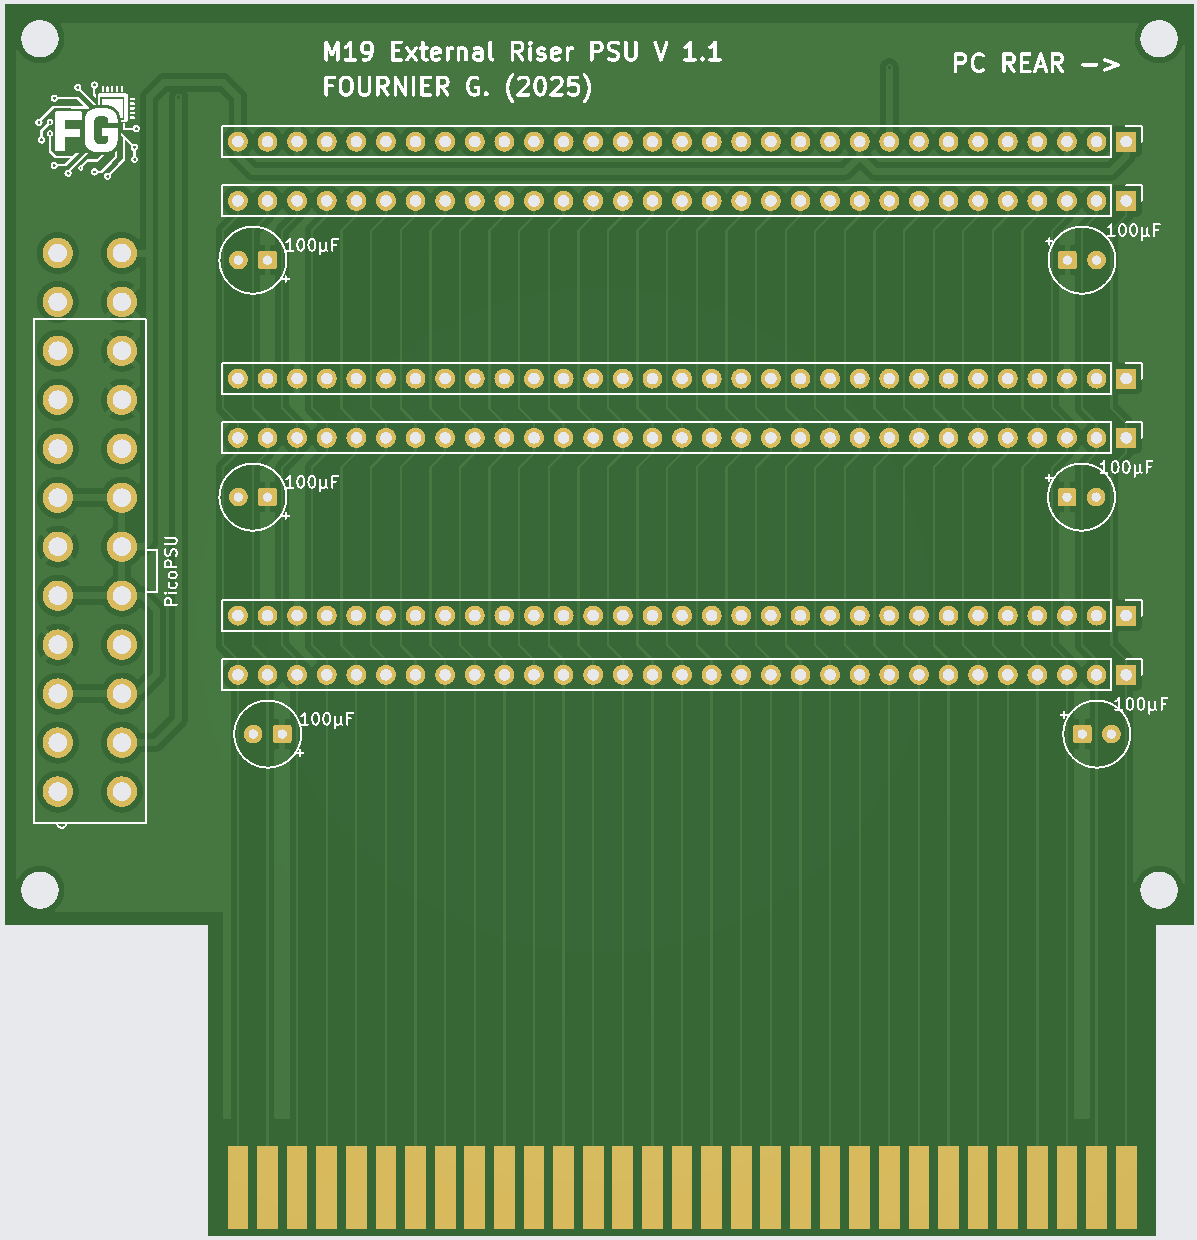 M19 External Riser PSU V 1.1
FOURNIER G. (2025)
PC REAR ->
FG
100µF
100µF
100µF
100µF
PicoPSU
100µF
100µF